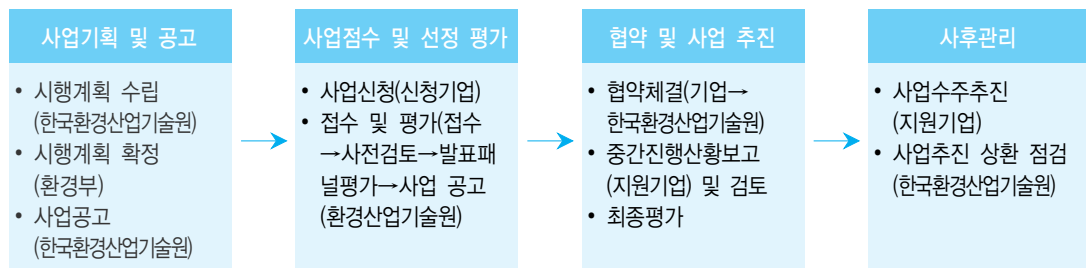 사업기획 및 공고
• 시행계획 수립
(한국환경산업기술원)
• 시행계획 확정
(환경부)
• 사업공고
(한국환경산업기술원)
사업점수 및 선정 평가
• 사업신청(신청기업)
• 접수 및 평가(접수
→사전검토→발표패
널평가→사업 공고
(환경산업기술원)
협약 및 사업 추진
• 협약체결(기업→
한국환경산업기술원)
• 중간진행산황보고
(지원기업) 및 검토
• 최종평가
사후관리
• 사업수주추진
(지원기업)
• 사업추진 상환 점검
(한국환경산업기술원)